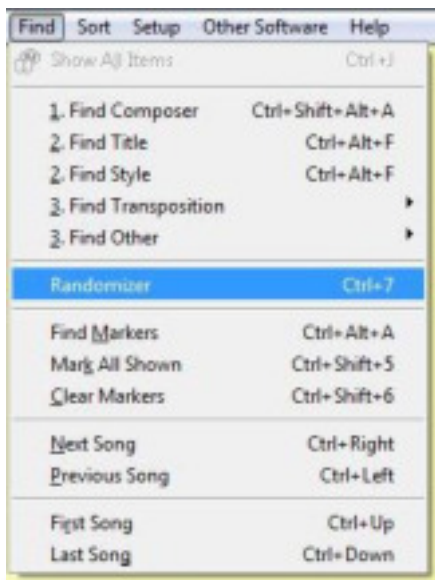 Find Sort Setup Other Software Help
Show All Items Ctrl+J
1. Find Composer Ctrl+Shift+Alt+A
2. Find Title Ctrl+Alt+F
2. Find Style Ctrl+Alt+F
3. Find Transposition
3. Find Other
Randomizer Ctrl+7
Find Markers Ctrl+Alt+A
Mark All Shown Ctrl+Shift+5
Clear Markers Ctrl+Shift+6
Next Song Ctrl+Right
Previous Song Ctrl+Left
First Song Ctrl+Up
Last Song Ctrl+Down